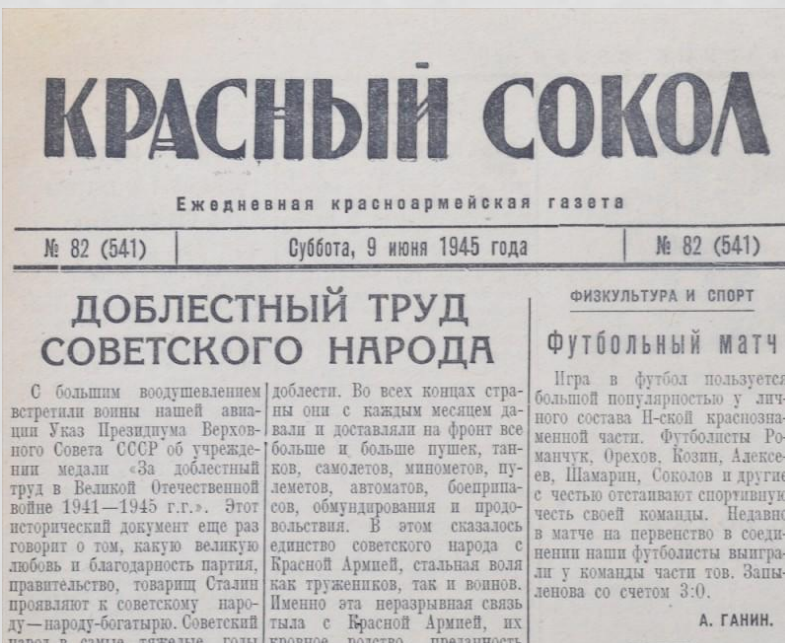 КРАСНЫЙ СОКОЛ
Ежедневная красноармейская газета
№ 82 (541)
Суббота, 9 июня 1945 года
№ 82 (541)
ДОБЛЕСТНЫЙ ТРУД
СОВЕТСКОГО НАРОДА
С большим воодушевлением
встретили воины нашей авиа-
ции Указ Президиума Верхов-
ного Совета СССР об учрежде-
нии медали «За доблестный
труд в Великой Отечественной
войне 1941—1945 г.г.». Этот
исторический документ еще раз
говорит о том, какую великую
любовь и благодарность партия,
правительство, товарищ Сталин
проявляют к советскому наро-
ду—народу-богатырю. Советский
народ в самые тяжелые годы
доблести. Во всех концах стра-
ны они с каждым месяцем да-
вали и доставляли на фронт все
больше и больше пушек, тан-
ков, самолетов, минометов, пу-
леметов, автоматов, боеприпа-
сов, обмундирования и продо-
вольствия. В этом сказалось
единство советского народа с
Красной Армией, стальная воля
как тружеников, так и воинов.
Именно эта неразрывная связь
тыла с Красной Армией, их
кровное родство, преданность
ФИЗКУЛЬТУРА И СПОРТ
Футбольный матч
Игра в футбол пользуется
большой популярностью у лич-
ного состава Н-ской краснозна-
менной части. Футболисты Ро-
манчук, Орехов, Козин, Алексе-
ев, Шамарин, Соколов и другие
с честью отстаивают спортивную
честь своей команды. Недавно
в матче на первенство в соеди-
нении наши футболисты выигра-
ли у команды части тов. Запы-
ленова со счетом 3:0.
А. ГАНИН.